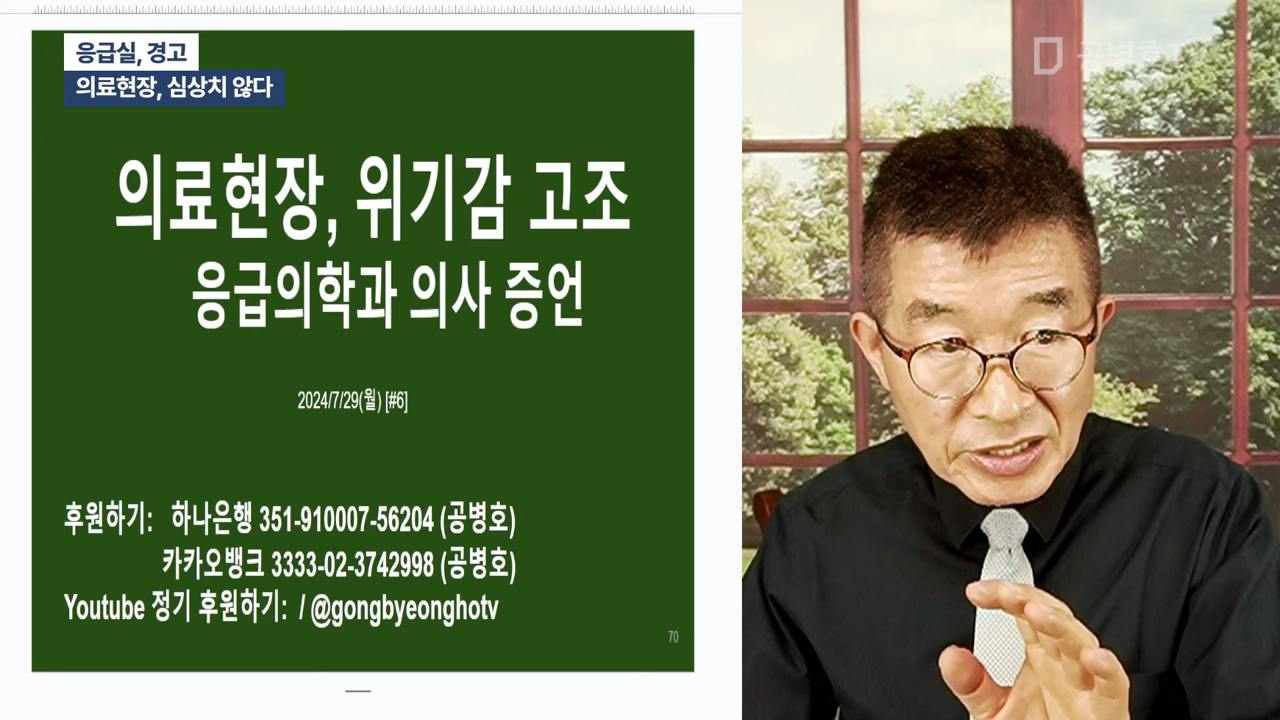 응급실, 경고
의료현장, 심상치 않다
의료현장, 위기감 고조
응급의학과 의사 증언
2024/7/29(월) [#6]
후원하기: 하나은행 351-910007-56204 (공병호)
카카오뱅크 3333-02-3742998 (공병호)
Youtube 정기 후원하기: / @gongbyeonghotv
70
공병호